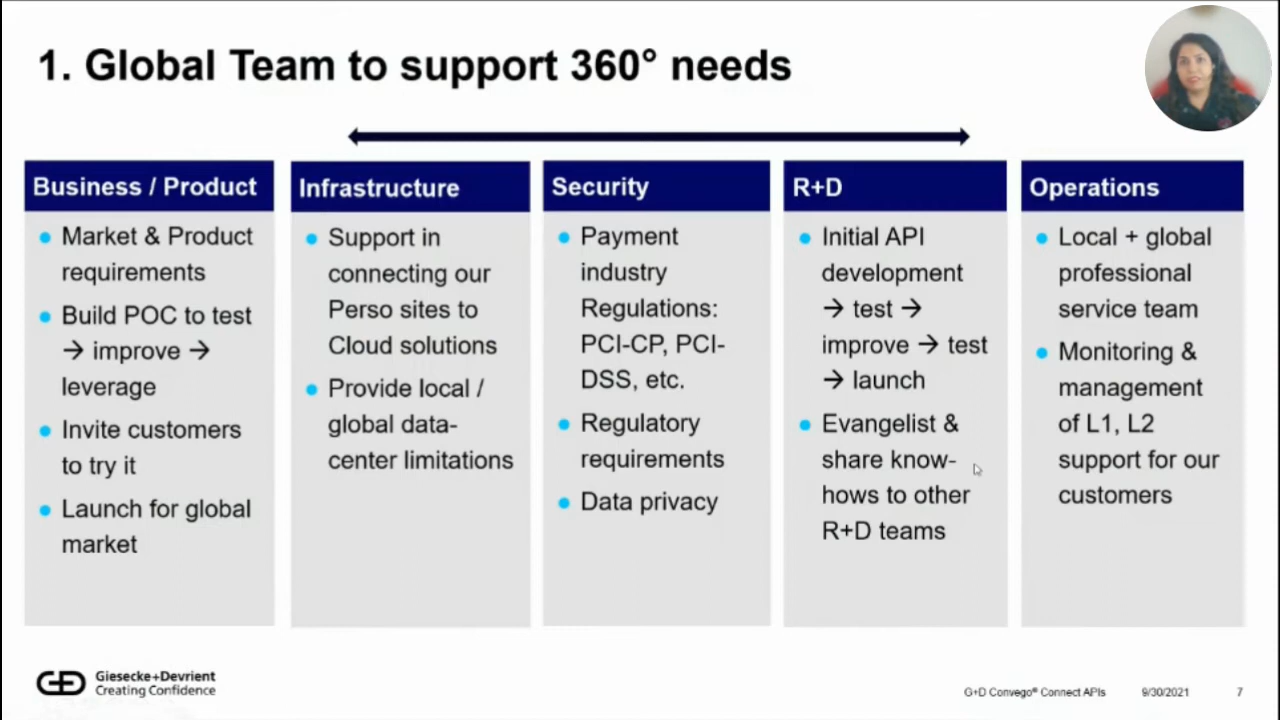 1. Global Team to support 360° needs
Business / Product
Market & Product
requirements
Build POC to test
→ improve →
leverage
Invite customers
to try it
Launch for global
market
Infrastructure
Support in
connecting our
Perso sites to
Cloud solutions
Provide local /
global data-
center limitations
Security
Payment
industry
Regulations:
PCI-CP, PCI-
DSS, etc.
Regulatory
requirements
Data privacy
R+D
Initial API
development
→ test →
improve → test
→ launch
Evangelist &
share know-
hows to other
R+D teams
Operations
Local + global
professional
service team
Monitoring &
management
of L1, L2
support for our
customers
G+D
Giesecke+Devrient
Creating Confidence
G+D Convego® Connect APIs
9/30/2021
7